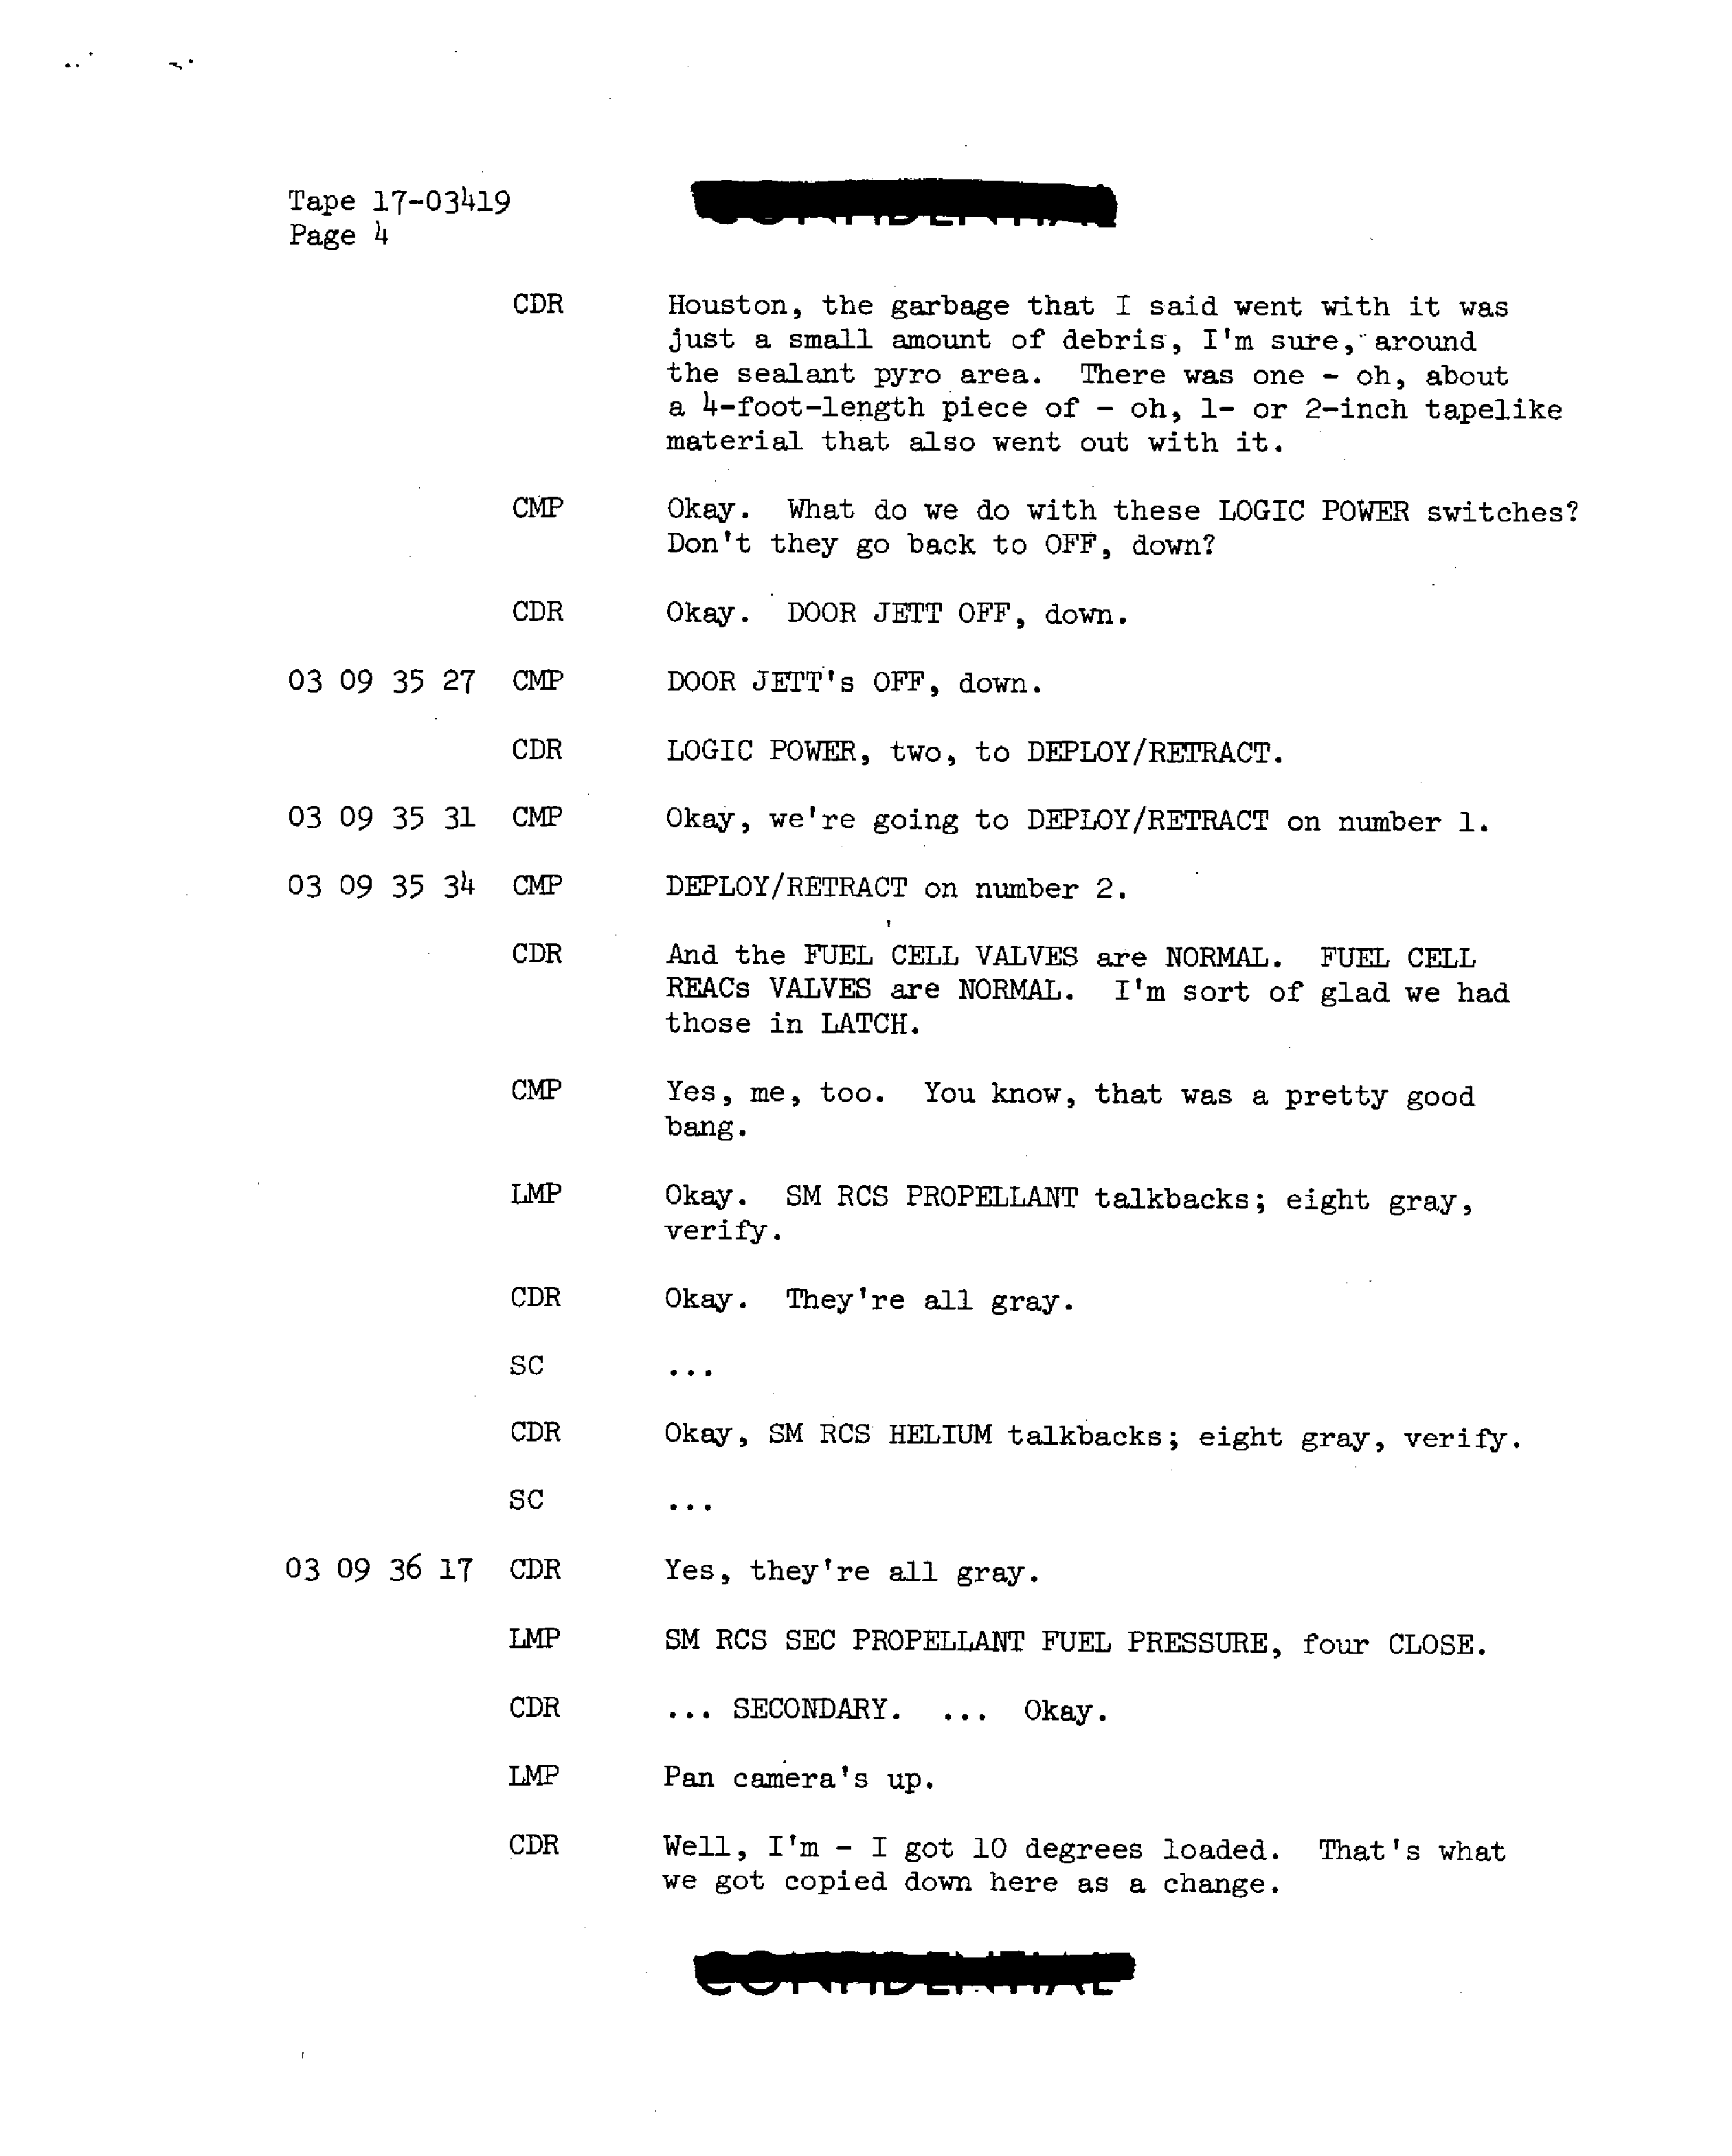 Tape 17-03419
Page 4
CDR Houston, the garbage that I said went with it was
just a small amount of debris, I'm sure, around
the sealant pyro area. There was one - oh, about
a 4-foot-length piece of - oh, 1- or 2-inch tapelike
material that also went out with it.
CMP Okay. What do we do with these LOGIC POWER switches?
Don't they go back to OFF, down?
CDR Okay. DOOR JETT OFF, down.
03 09 35 27 CMP DOOR JETT's OFF, down.
CDR LOGIC POWER, two, to DEPLOY/RETRACT.
03 09 35 31 CMP Okay, we're going to DEPLOY/RETRACT on number 1.
03 09 35 34 CMP DEPLOY/RETRACT on number 2.
CDR And the FUEL CELL VALVES are NORMAL. FUEL CELL
REACs VALVES are NORMAL. I'm sort of glad we had
those in LATCH.
CMP Yes, me, too. You know, that was a pretty good
bang.
LMP Okay. SM RCS PROPELLANT talkbacks; eight gray,
verify.
CDR Okay. They're all gray.
SC ...
CDR Okay, SM RCS HELIUM talkbacks; eight gray, verify.
SC ...
03 09 36 17 CDR Yes, they're all gray.
LMP SM RCS SEC PROPELLANT FUEL PRESSURE, four CLOSE.
CDR ... SECONDARY. ... Okay.
LMP Pan camera's up.
CDR Well, I'm - I got 10 degrees loaded. That's what
we got copied down here as a change.